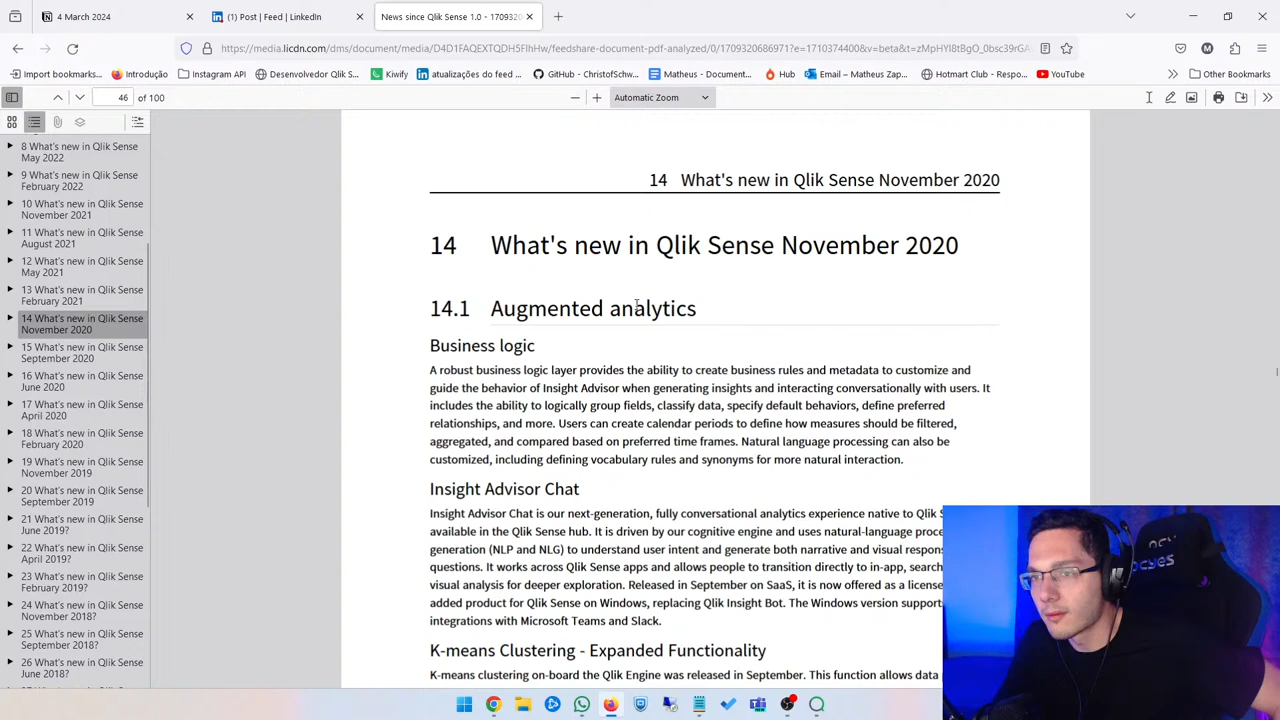 4 March 2024
(1) Post | Feed | LinkedIn
News since Qlik Sense 1.0 - 1709320
https://media.licdn.com/dms/document/media/D4D1FAQEXTQDH5FlhHw/feedshare-document-pdf-analyzed/0/1709320686971?e=1710374400&v=beta&t=zMpHYI8tBgO_0bsc39rGA
Import bookmarks...
Introdução
Instagram API
Desenvolvedor Qlik S...
Kiwify
atualizações do feed ...
GitHub - ChristofSchw...
Matheus - Document...
Hub
Email – Matheus Zap...
Hotmart Club - Respo...
YouTube
Other Bookmarks
46 of 100
Automatic Zoom
8 What's new in Qlik Sense
May 2022
9 What's new in Qlik Sense
February 2022
10 What's new in Qlik Sense
November 2021
11 What's new in Qlik Sense
August 2021
12 What's new in Qlik Sense
May 2021
13 What's new in Qlik Sense
February 2021
14 What's new in Qlik Sense
November 2020
15 What's new in Qlik Sense
September 2020
16 What's new in Qlik Sense
June 2020
17 What's new in Qlik Sense
April 2020
18 What's new in Qlik Sense
February 2020
19 What's new in Qlik Sense
November 2019
20 What's new in Qlik Sense
September 2019
21 What's new in Qlik Sense
June 2019?
22 What's new in Qlik Sense
April 2019?
23 What's new in Qlik Sense
February 2019?
24 What's new in Qlik Sense
November 2018?
25 What's new in Qlik Sense
September 2018?
26 What's new in Qlik Sense
June 2018?
14 What's new in Qlik Sense November 2020
14 What's new in Qlik Sense November 2020
14.1 Augmented analytics
Business logic
A robust business logic layer provides the ability to create business rules and metadata to customize and
guide the behavior of Insight Advisor when generating insights and interacting conversationally with users. It
includes the ability to logically group fields, classify data, specify default behaviors, define preferred
relationships, and more. Users can create calendar periods to define how measures should be filtered,
aggregated, and compared based on preferred time frames. Natural language processing can also be
customized, including defining vocabulary rules and synonyms for more natural interaction.
Insight Advisor Chat
Insight Advisor Chat is our next-generation, fully conversational analytics experience native to Qlik S
available in the Qlik Sense hub. It is driven by our cognitive engine and uses natural-language proce
generation (NLP and NLG) to understand user intent and generate both narrative and visual respon
questions. It works across Qlik Sense apps and allows people to transition directly to in-app, search
visual analysis for deeper exploration. Released in September on SaaS, it is now offered as a license
added product for Qlik Sense on Windows, replacing Qlik Insight Bot. The Windows version support
integrations with Microsoft Teams and Slack.
K-means Clustering - Expanded Functionality
K-means clustering on-board the Qlik Engine was released in September. This function allows data